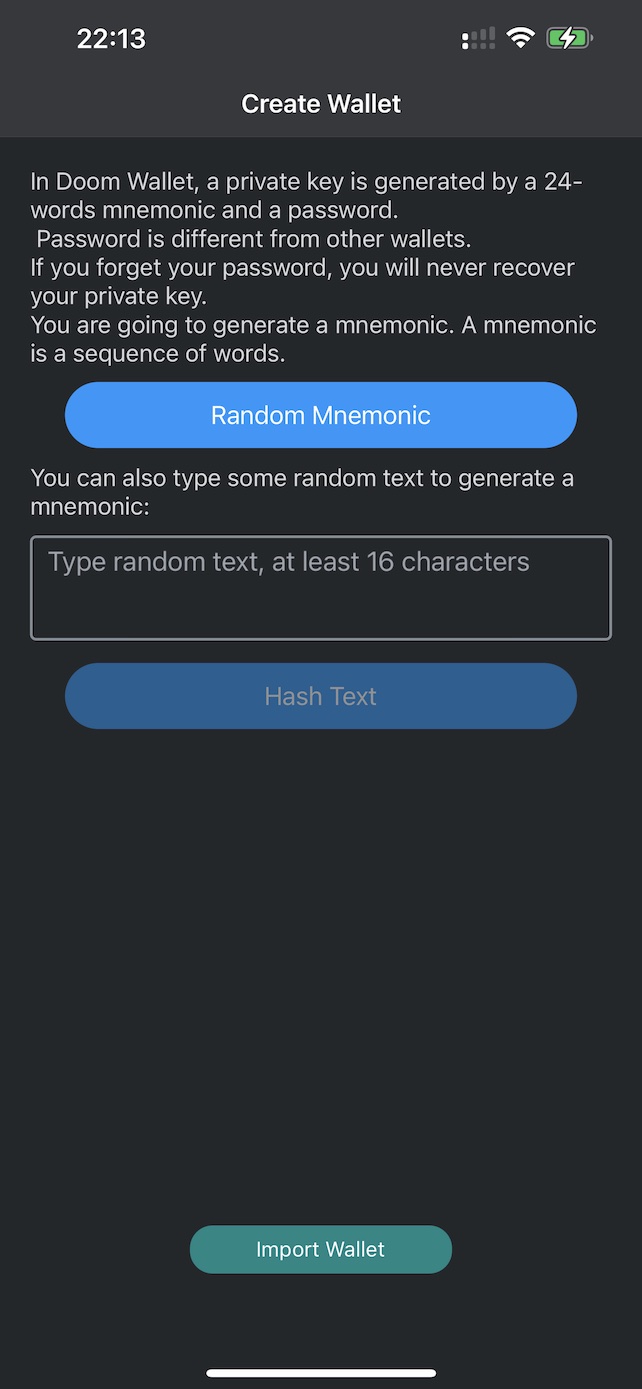 22:13
Create Wallet
In Doom Wallet, a private key is generated by a 24-
words mnemonic and a password.
Password is different from other wallets.
If you forget your password, you will never recover
your private key.
You are going to generate a mnemonic. A mnemonic
is a sequence of words.
Random Mnemonic
You can also type some random text to generate a
mnemonic:
Type random text, at least 16 characters
Hash Text
Import Wallet